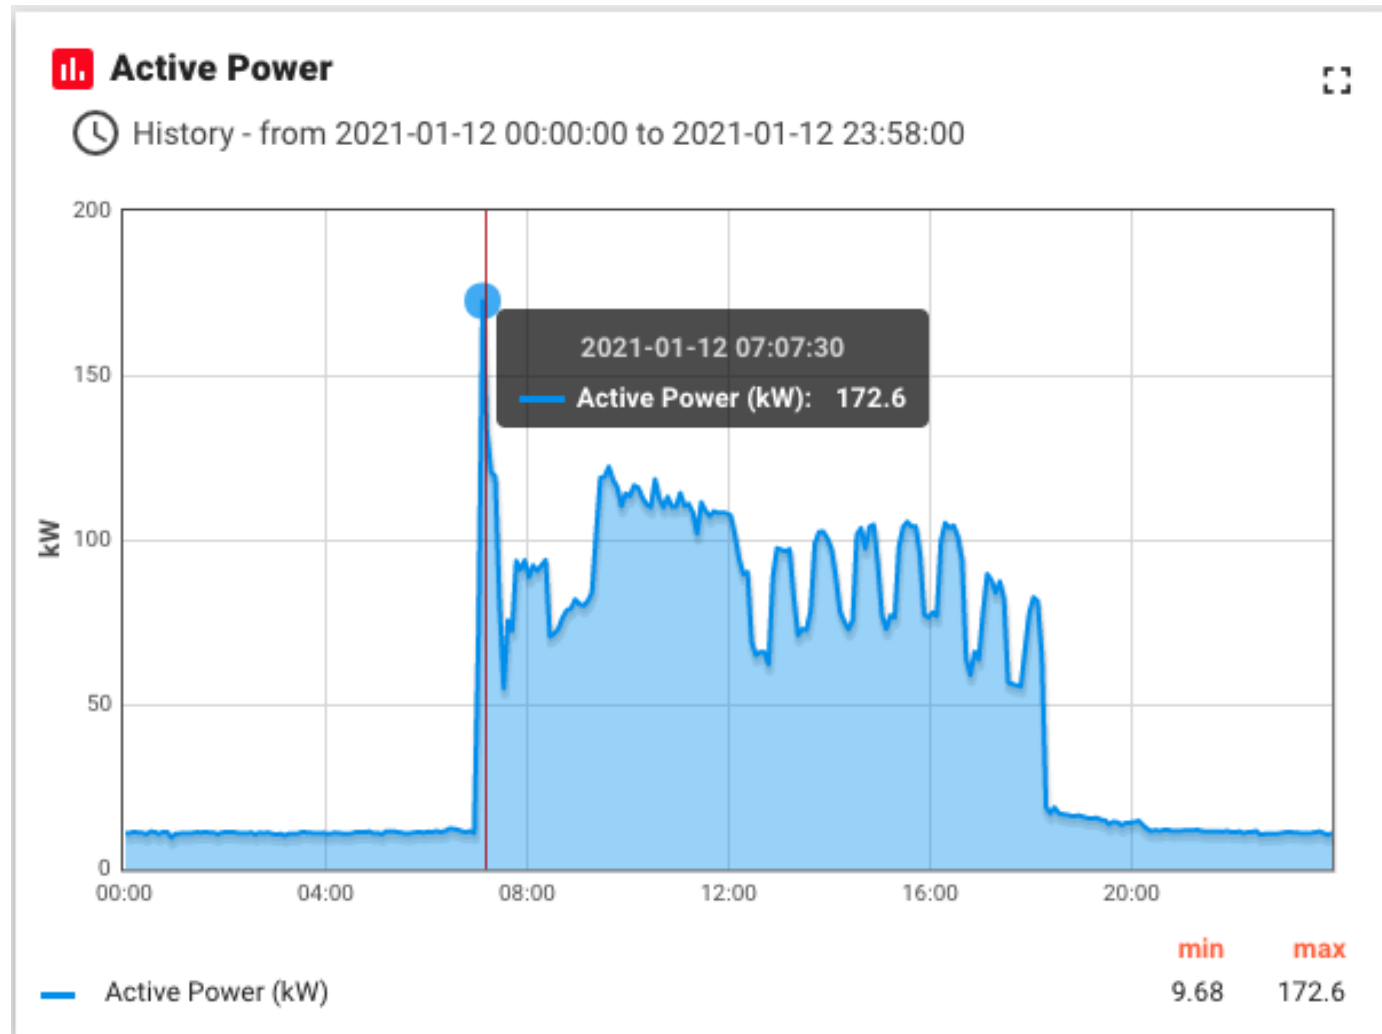 Active Power
History - from 2021-01-12 00:00:00 to 2021-01-12 23:58:00
200
150
100
50
0
kW
2021-01-12 07:07:30
Active Power (kW): 172.6
00:00 04:00 08:00 12:00 16:00 20:00
min max
Active Power (kW) 9.68 172.6